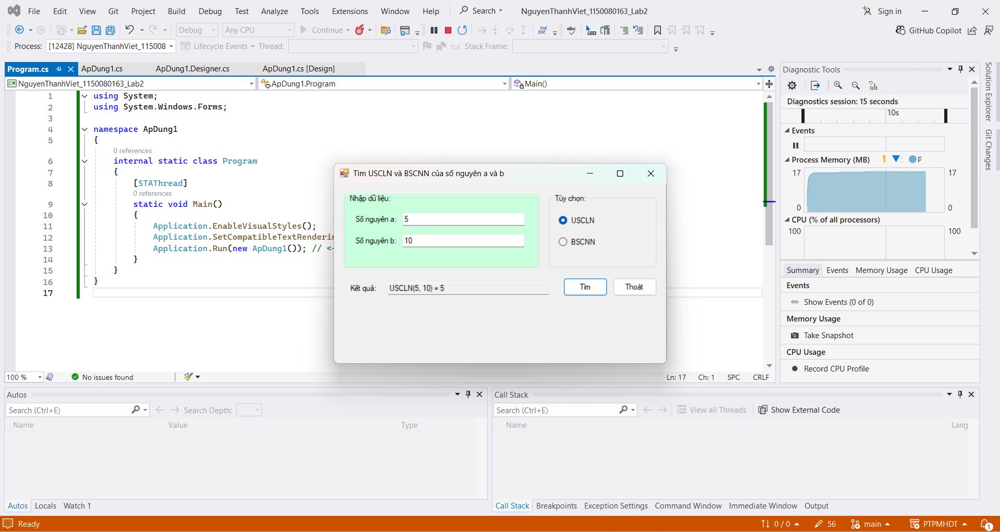 File Edit View Git Project Build Debug Test Analyze Tools Extensions Window Help Search NguyenThanhViet_1150080163_Lab2 Sign in
Debug Any CPU Continue abc GitHub Copilot
Process: [12428] NguyenThanhViet_115008 Lifecycle Events Thread: Stack Frame:
Program.cs ApDung1.cs ApDung1.Designer.cs ApDung1.cs [Design]
C# NguyenThanhViet_1150080163_Lab2 ApDung1.Program Main()
1 using System;
2 using System.Windows.Forms;
3
4 namespace ApDung1
5 {
0 references
6 internal static class Program
7 {
8 [STAThread]
0 references
9 static void Main()
10 {
11 Application.EnableVisualStyles();
12 Application.SetCompatibleTextRenderin
13 Application.Run(new ApDung1()); // <-
14 }
15 }
16 }
17
Tìm USCLN và BSCNN của số nguyên a và b
Nhập dữ liệu:
Số nguyên a: 5
Số nguyên b: 10
Tùy chọn:
USCLN
BSCNN
Kết quả: USCLN(5, 10) = 5
Tìm Thoát
100 % No issues found Ln: 17 Ch: 1 SPC CRLF
Diagnostic Tools
Diagnostics session: 15 seconds
10s
Events
Process Memory (MB) P
17 17
0 0
CPU (% of all processors)
100 100
Summary Events Memory Usage CPU Usage
Events
Show Events (0 of 0)
Memory Usage
Take Snapshot
CPU Usage
Record CPU Profile
Solution Explorer
Git Changes
Autos
Search (Ctrl+E) Search Depth:
Name Value Type
Autos Locals Watch 1
Call Stack
Search (Ctrl+E) View all Threads Show External Code
Name Lang
Call Stack Breakpoints Exception Settings Command Window Immediate Window Output
Ready 0 / 0 56 main PTPMHDT 1